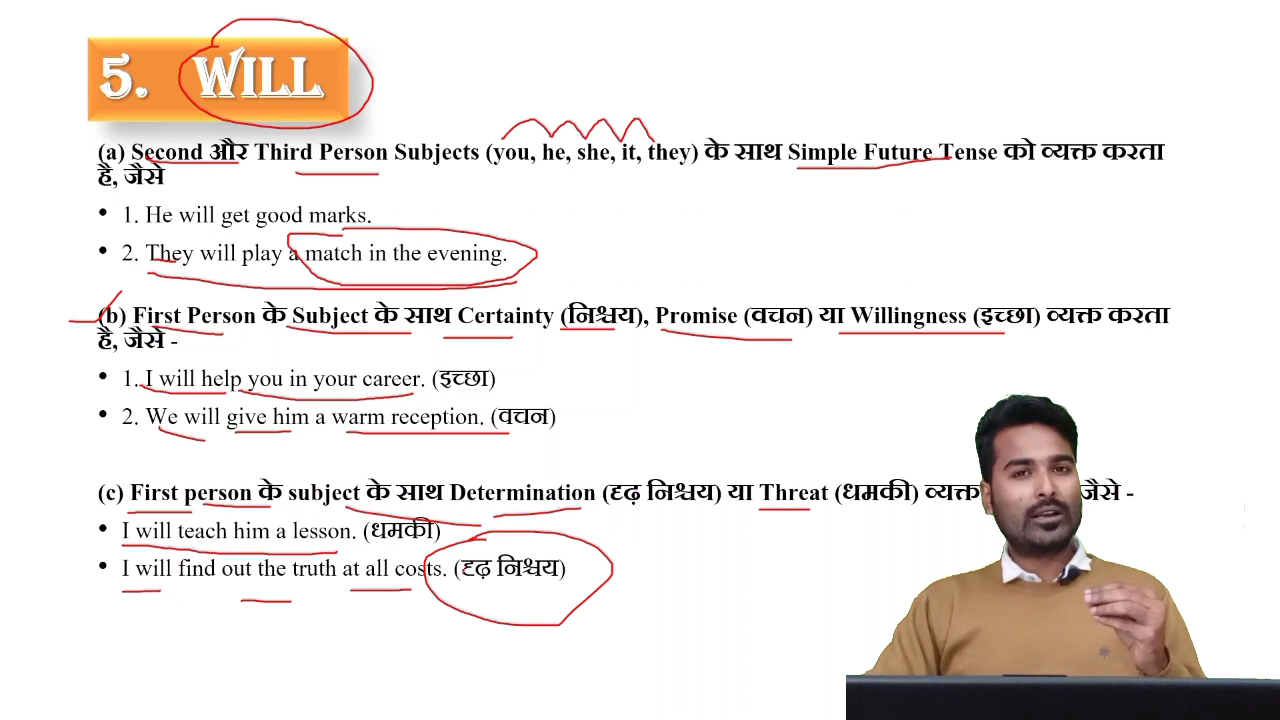 5. WILL
(a) Second और Third Person Subjects (you, he, she, it, they) के साथ Simple Future Tense को व्यक्त करता
है, जैसे
• 1. He will get good marks.
• 2. They will play a match in the evening.
(b) First Person के Subject के साथ Certainty (निश्चय), Promise (वचन) या Willingness (इच्छा) व्यक्त करता
है, जैसे -
• 1. I will help you in your career. (इच्छा)
• 2. We will give him a warm reception. (वचन)
(c) First person के subject के साथ Determination (दृढ़ निश्चय) या Threat (धमकी) व्यक्त जैसे -
• I will teach him a lesson. (धमकी)
• I will find out the truth at all costs. (दृढ़ निश्चय)